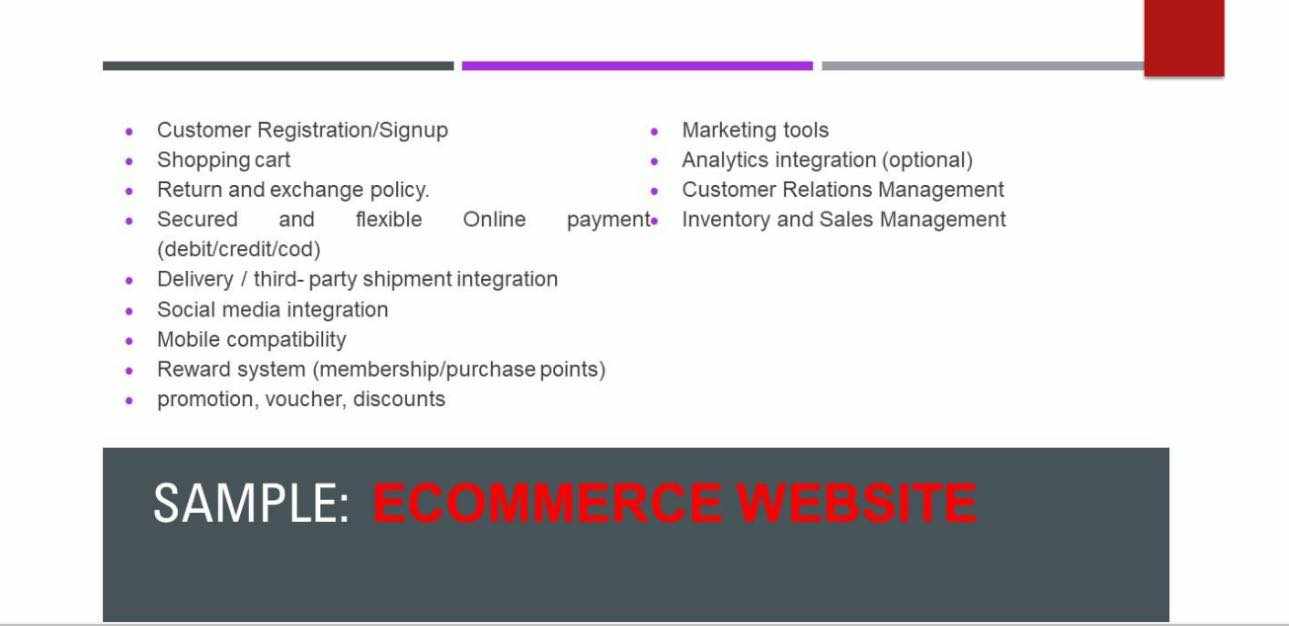 Customer Registration/Signup
Shopping cart
Return and exchange policy.
Secured and flexible Online payment
(debit/credit/cod)
Delivery / third- party shipment integration
Social media integration
Mobile compatibility
Reward system (membership/purchase points)
promotion, voucher, discounts
Marketing tools
Analytics integration (optional)
Customer Relations Management
Inventory and Sales Management
SAMPLE: ECOMMERCE WEBSITE